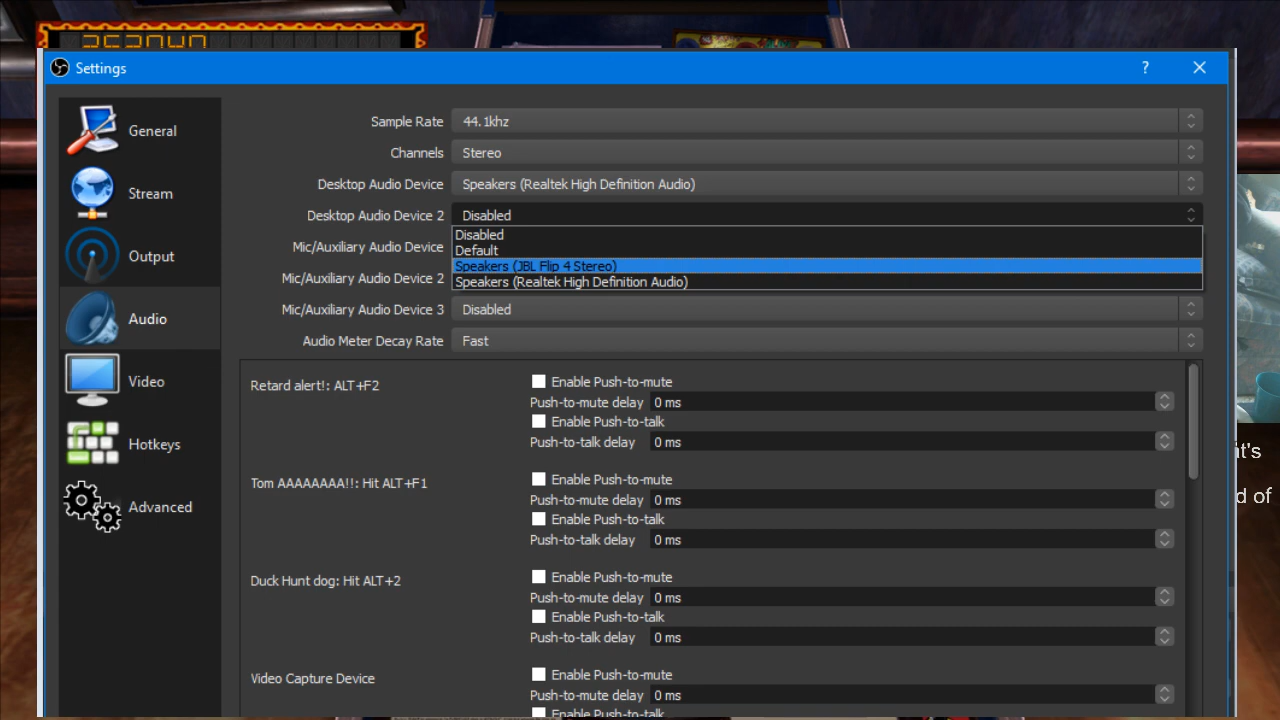 Settings
?
General
Stream
Output
Audio
Video
Hotkeys
Advanced
Sample Rate 44.1khz
Channels Stereo
Desktop Audio Device Speakers (Realtek High Definition Audio)
Desktop Audio Device 2 Disabled
Disabled
Mic/Auxiliary Audio Device Default
Speakers (JBL Flip 4 Stereo)
Mic/Auxiliary Audio Device 2 Speakers (Realtek High Definition Audio)
Mic/Auxiliary Audio Device 3 Disabled
Audio Meter Decay Rate Fast
Retard alert!: ALT+F2 Enable Push-to-mute
Push-to-mute delay 0 ms
Enable Push-to-talk
Push-to-talk delay 0 ms
Tom AAAAAAAA!!: Hit ALT+F1 Enable Push-to-mute
Push-to-mute delay 0 ms
Enable Push-to-talk
Push-to-talk delay 0 ms
Duck Hunt dog: Hit ALT+2 Enable Push-to-mute
Push-to-mute delay 0 ms
Enable Push-to-talk
Push-to-talk delay 0 ms
Video Capture Device Enable Push-to-mute
Push-to-mute delay 0 ms
Enable Push-to-talk
it's
d of